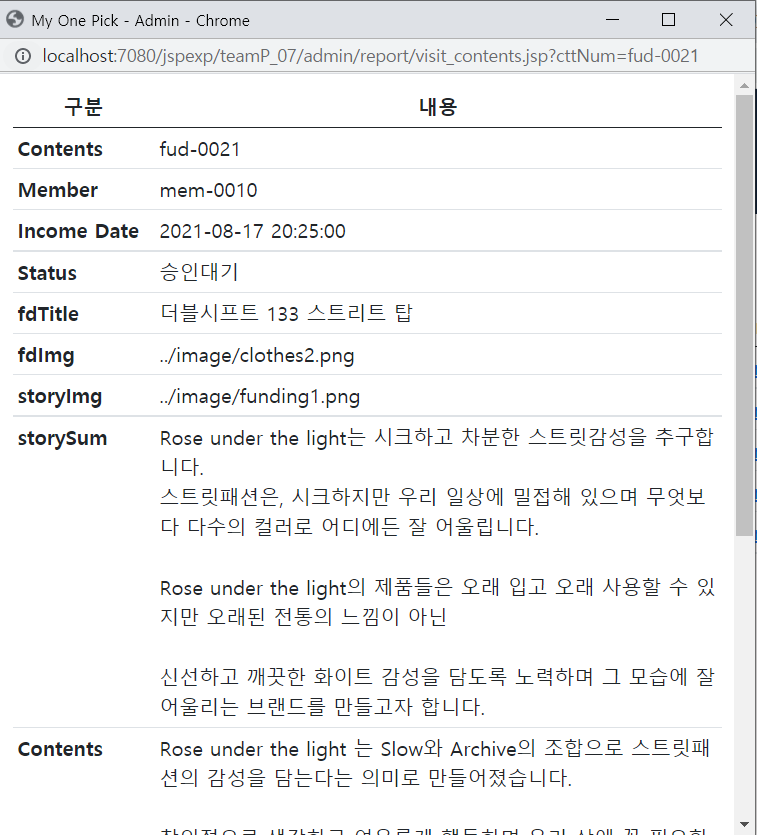 My One Pick - Admin - Chrome
localhost:7080/jspexp/teamP_07/admin/report/visit_contents.jsp?cttNum=fud-0021
구분 내용
Contents fud-0021
Member mem-0010
Income Date 2021-08-17 20:25:00
Status 승인대기
fdTitle 더블시프트 133 스트리트 탑
fdImg ../image/clothes2.png
storyImg ../image/funding1.png
storySum Rose under the light는 시크하고 차분한 스트릿감성을 추구합
니다.
스트릿패션은, 시크하지만 우리 일상에 밀접해 있으며 무엇보
다 다수의 컬러로 어디에든 잘 어울립니다.
Rose under the light의 제품들은 오래 입고 오래 사용할 수 있
지만 오래된 전통의 느낌이 아닌
신선하고 깨끗한 화이트 감성을 담도록 노력하며 그 모습에 잘
어울리는 브랜드를 만들고자 합니다.
Contents Rose under the light 는 Slow와 Archive의 조합으로 스트릿패
션의 감성을 담는다는 의미로 만들어졌습니다.